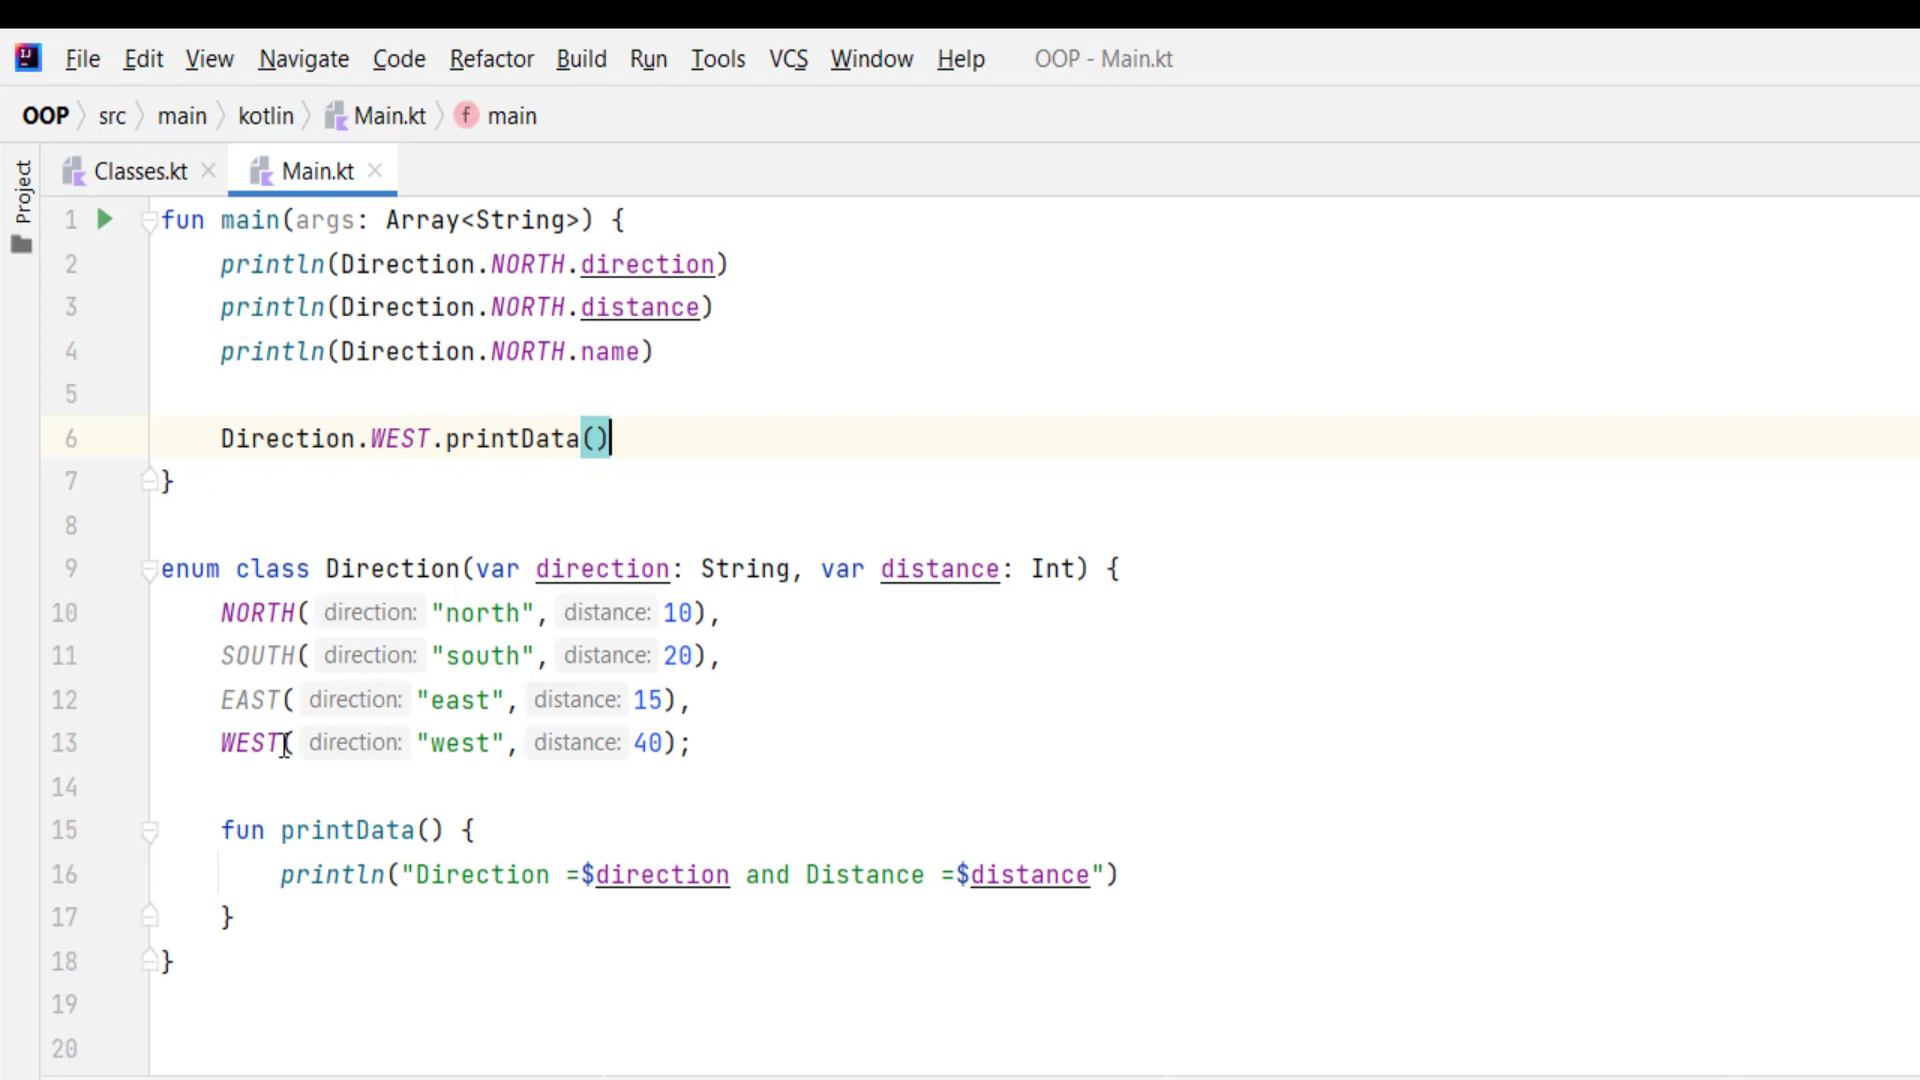 File Edit View Navigate Code Refactor Build Run Tools VCS Window Help OOP - Main.kt
OOP src main kotlin Main.kt f main
Project
Classes.kt Main.kt
1 fun main(args: Array<String>) {
2 println(Direction.NORTH.direction)
3 println(Direction.NORTH.distance)
4 println(Direction.NORTH.name)
5
6 Direction.WEST.printData()
7 }
8
9 enum class Direction(var direction: String, var distance: Int) {
10 NORTH( direction: "north", distance: 10),
11 SOUTH( direction: "south", distance: 20),
12 EAST( direction: "east", distance: 15),
13 WEST( direction: "west", distance: 40);
14
15 fun printData() {
16 println("Direction =$direction and Distance =$distance")
17 }
18 }
19
20